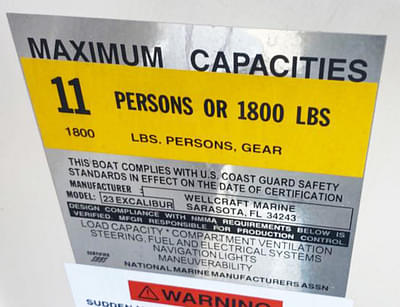 MAXIMUM CAPACITIES
11 PERSONS OR 1800 LBS
1800 LBS. PERSONS, GEAR
THIS BOAT COMPLIES WITH U.S. COAST GUARD SAFETY
STANDARDS IN EFFECT ON THE DATE OF CERTIFICATION
MANUFACTURER: WELLCRAFT MARINE
MODEL: 23 EXCALIBUR SARASOTA, FL 34243
DESIGN COMPLIANCE WITH NMMA REQUIREMENTS BELOW IS
VERIFIED. MFGR RESPONSIBLE FOR PRODUCTION CONTROL
LOAD CAPACITY • COMPARTMENT VENTILATION
STEERING, FUEL AND ELECTRICAL SYSTEMS
NAVIGATION LIGHTS
MANEUVERABILITY
CERTIFIED
NATIONAL MARINE MANUFACTURERS ASSN
WARNING
SUDDEN